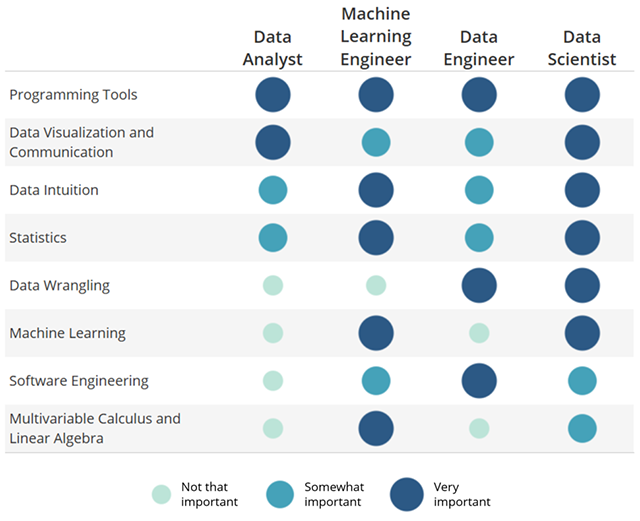 Data
Analyst
Machine
Learning
Engineer
Data
Engineer
Data
Scientist
Programming Tools
Data Visualization and
Communication
Data Intuition
Statistics
Data Wrangling
Machine Learning
Software Engineering
Multivariable Calculus and
Linear Algebra
Not that
important
Somewhat
important
Very
important